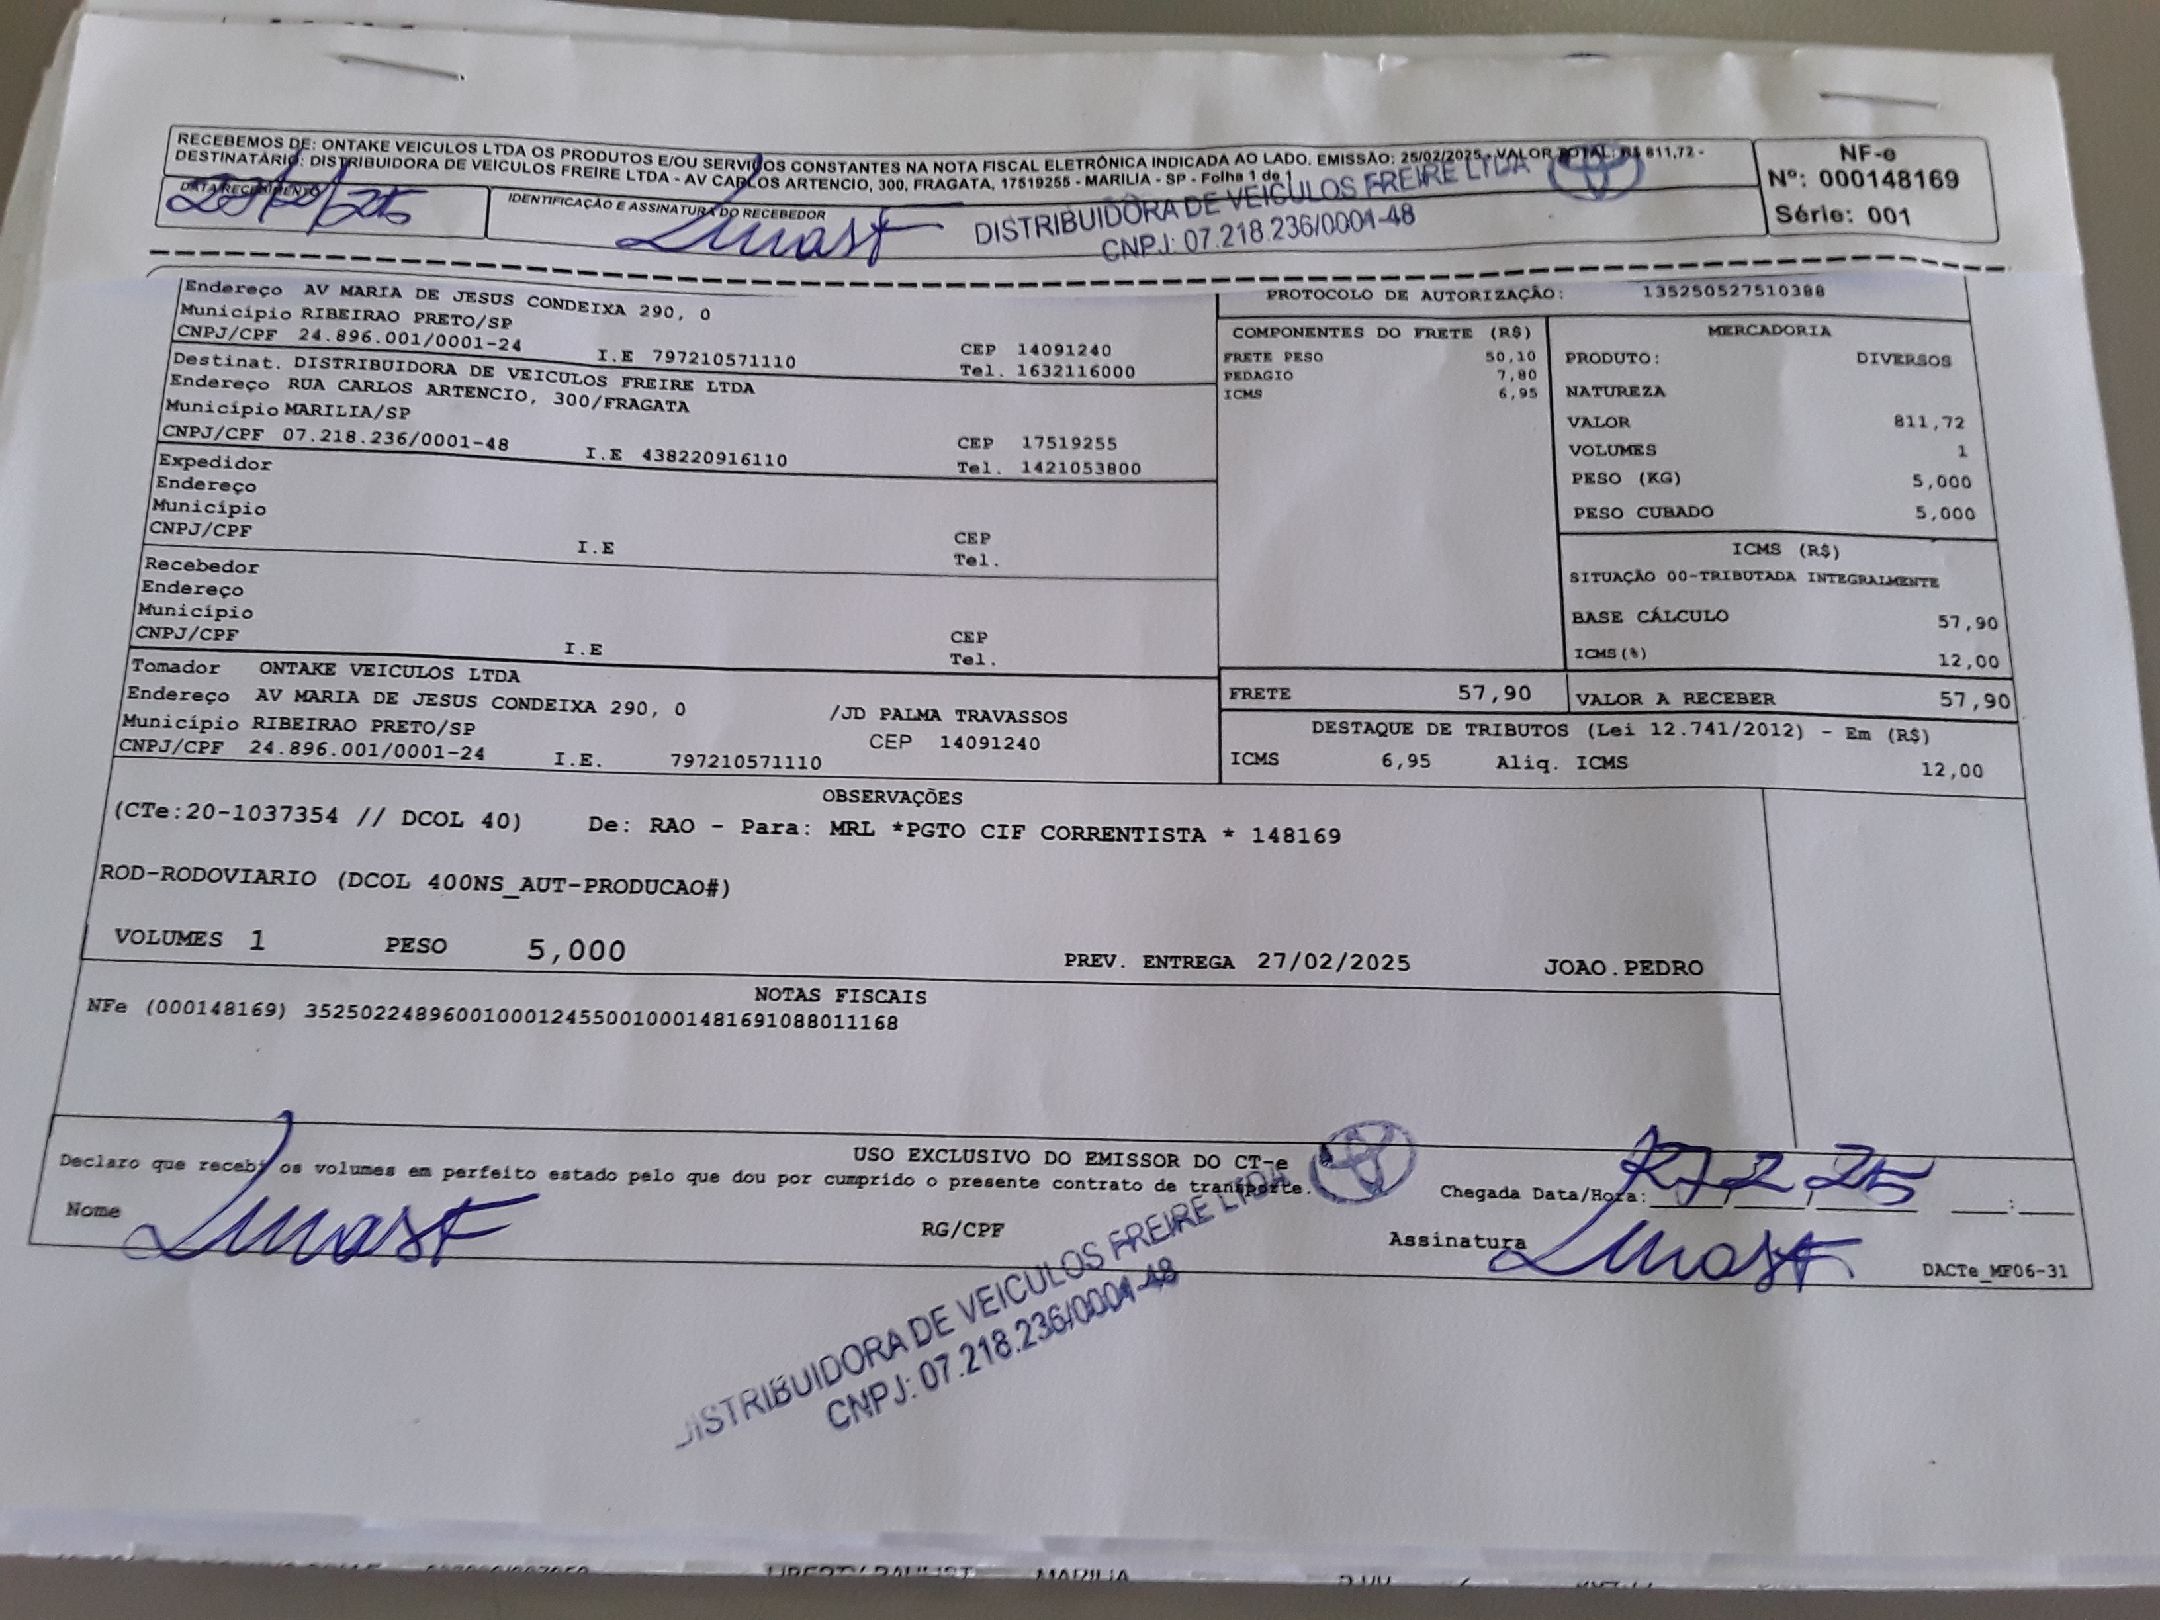 RECEBEMOS DE: ONTAKE VEICULOS LTDA OS PRODUTOS E/OU SERVIÇOS CONSTANTES NA NOTA FISCAL ELETRÔNICA INDICADA AO LADO. EMISSÃO: 25/02/2025 - VALOR TOTAL: R$ 811,72 -
DESTINATÁRIO: DISTRIBUIDORA DE VEICULOS FREIRE LTDA - AV CARLOS ARTENCIO, 300, FRAGATA, 17519255 - MARILIA - SP - Folha 1 de 1
NF-e
Nº: 000148169
Série: 001
DATA RECEBIMENTO
IDENTIFICAÇÃO E ASSINATURA DO RECEBEDOR
DISTRIBUIDORA DE VEICULOS FREIRE LTDA
CNPJ: 07.218.236/0001-48
Endereço AV MARIA DE JESUS CONDEIXA 290, 0
Município RIBEIRAO PRETO/SP CEP 14091240
CNPJ/CPF 24.896.001/0001-24 I.E 797210571110 Tel. 1632116000
Destinat. DISTRIBUIDORA DE VEICULOS FREIRE LTDA
Endereço RUA CARLOS ARTENCIO, 300/FRAGATA
Município MARILIA/SP CEP 17519255
CNPJ/CPF 07.218.236/0001-48 I.E 438220916110 Tel. 1421053800
Expedidor
Endereço
Município CEP
CNPJ/CPF I.E Tel.
Recebedor
Endereço
Município CEP
CNPJ/CPF I.E Tel.
Tomador ONTAKE VEICULOS LTDA
Endereço AV MARIA DE JESUS CONDEIXA 290, 0 /JD PALMA TRAVASSOS
Município RIBEIRAO PRETO/SP CEP 14091240
CNPJ/CPF 24.896.001/0001-24 I.E. 797210571110
PROTOCOLO DE AUTORIZAÇÃO: 135250527510388
COMPONENTES DO FRETE (R$)
FRETE PESO 50,10
PEDAGIO 7,80
ICMS 6,95
MERCADORIA
PRODUTO: DIVERSOS
NATUREZA
VALOR 811,72
VOLUMES 1
PESO (KG) 5,000
PESO CUBADO 5,000
ICMS (R$)
SITUAÇÃO 00-TRIBUTADA INTEGRALMENTE
BASE CÁLCULO 57,90
ICMS(%) 12,00
FRETE 57,90 VALOR A RECEBER 57,90
DESTAQUE DE TRIBUTOS (Lei 12.741/2012) - Em (R$)
ICMS 6,95 Aliq. ICMS 12,00
OBSERVAÇÕES
(CTe:20-1037354 // DCOL 40) De: RAO - Para: MRL *PGTO CIF CORRENTISTA * 148169
ROD-RODOVIARIO (DCOL 400NS_AUT-PRODUCAO#)
VOLUMES 1 PESO 5,000 PREV. ENTREGA 27/02/2025 JOAO.PEDRO
NOTAS FISCAIS
NFe (000148169) 35250224896001000124550010001481691088011168
USO EXCLUSIVO DO EMISSOR DO CT-e
Declaro que recebi os volumes em perfeito estado pelo que dou por cumprido o presente contrato de transporte.
Chegada Data/Hora: 27 2 25 :
Nome RG/CPF Assinatura
DACTe_MF06-31
DISTRIBUIDORA DE VEICULOS FREIRE LTDA
CNPJ: 07.218.236/0001-48
MARILIA